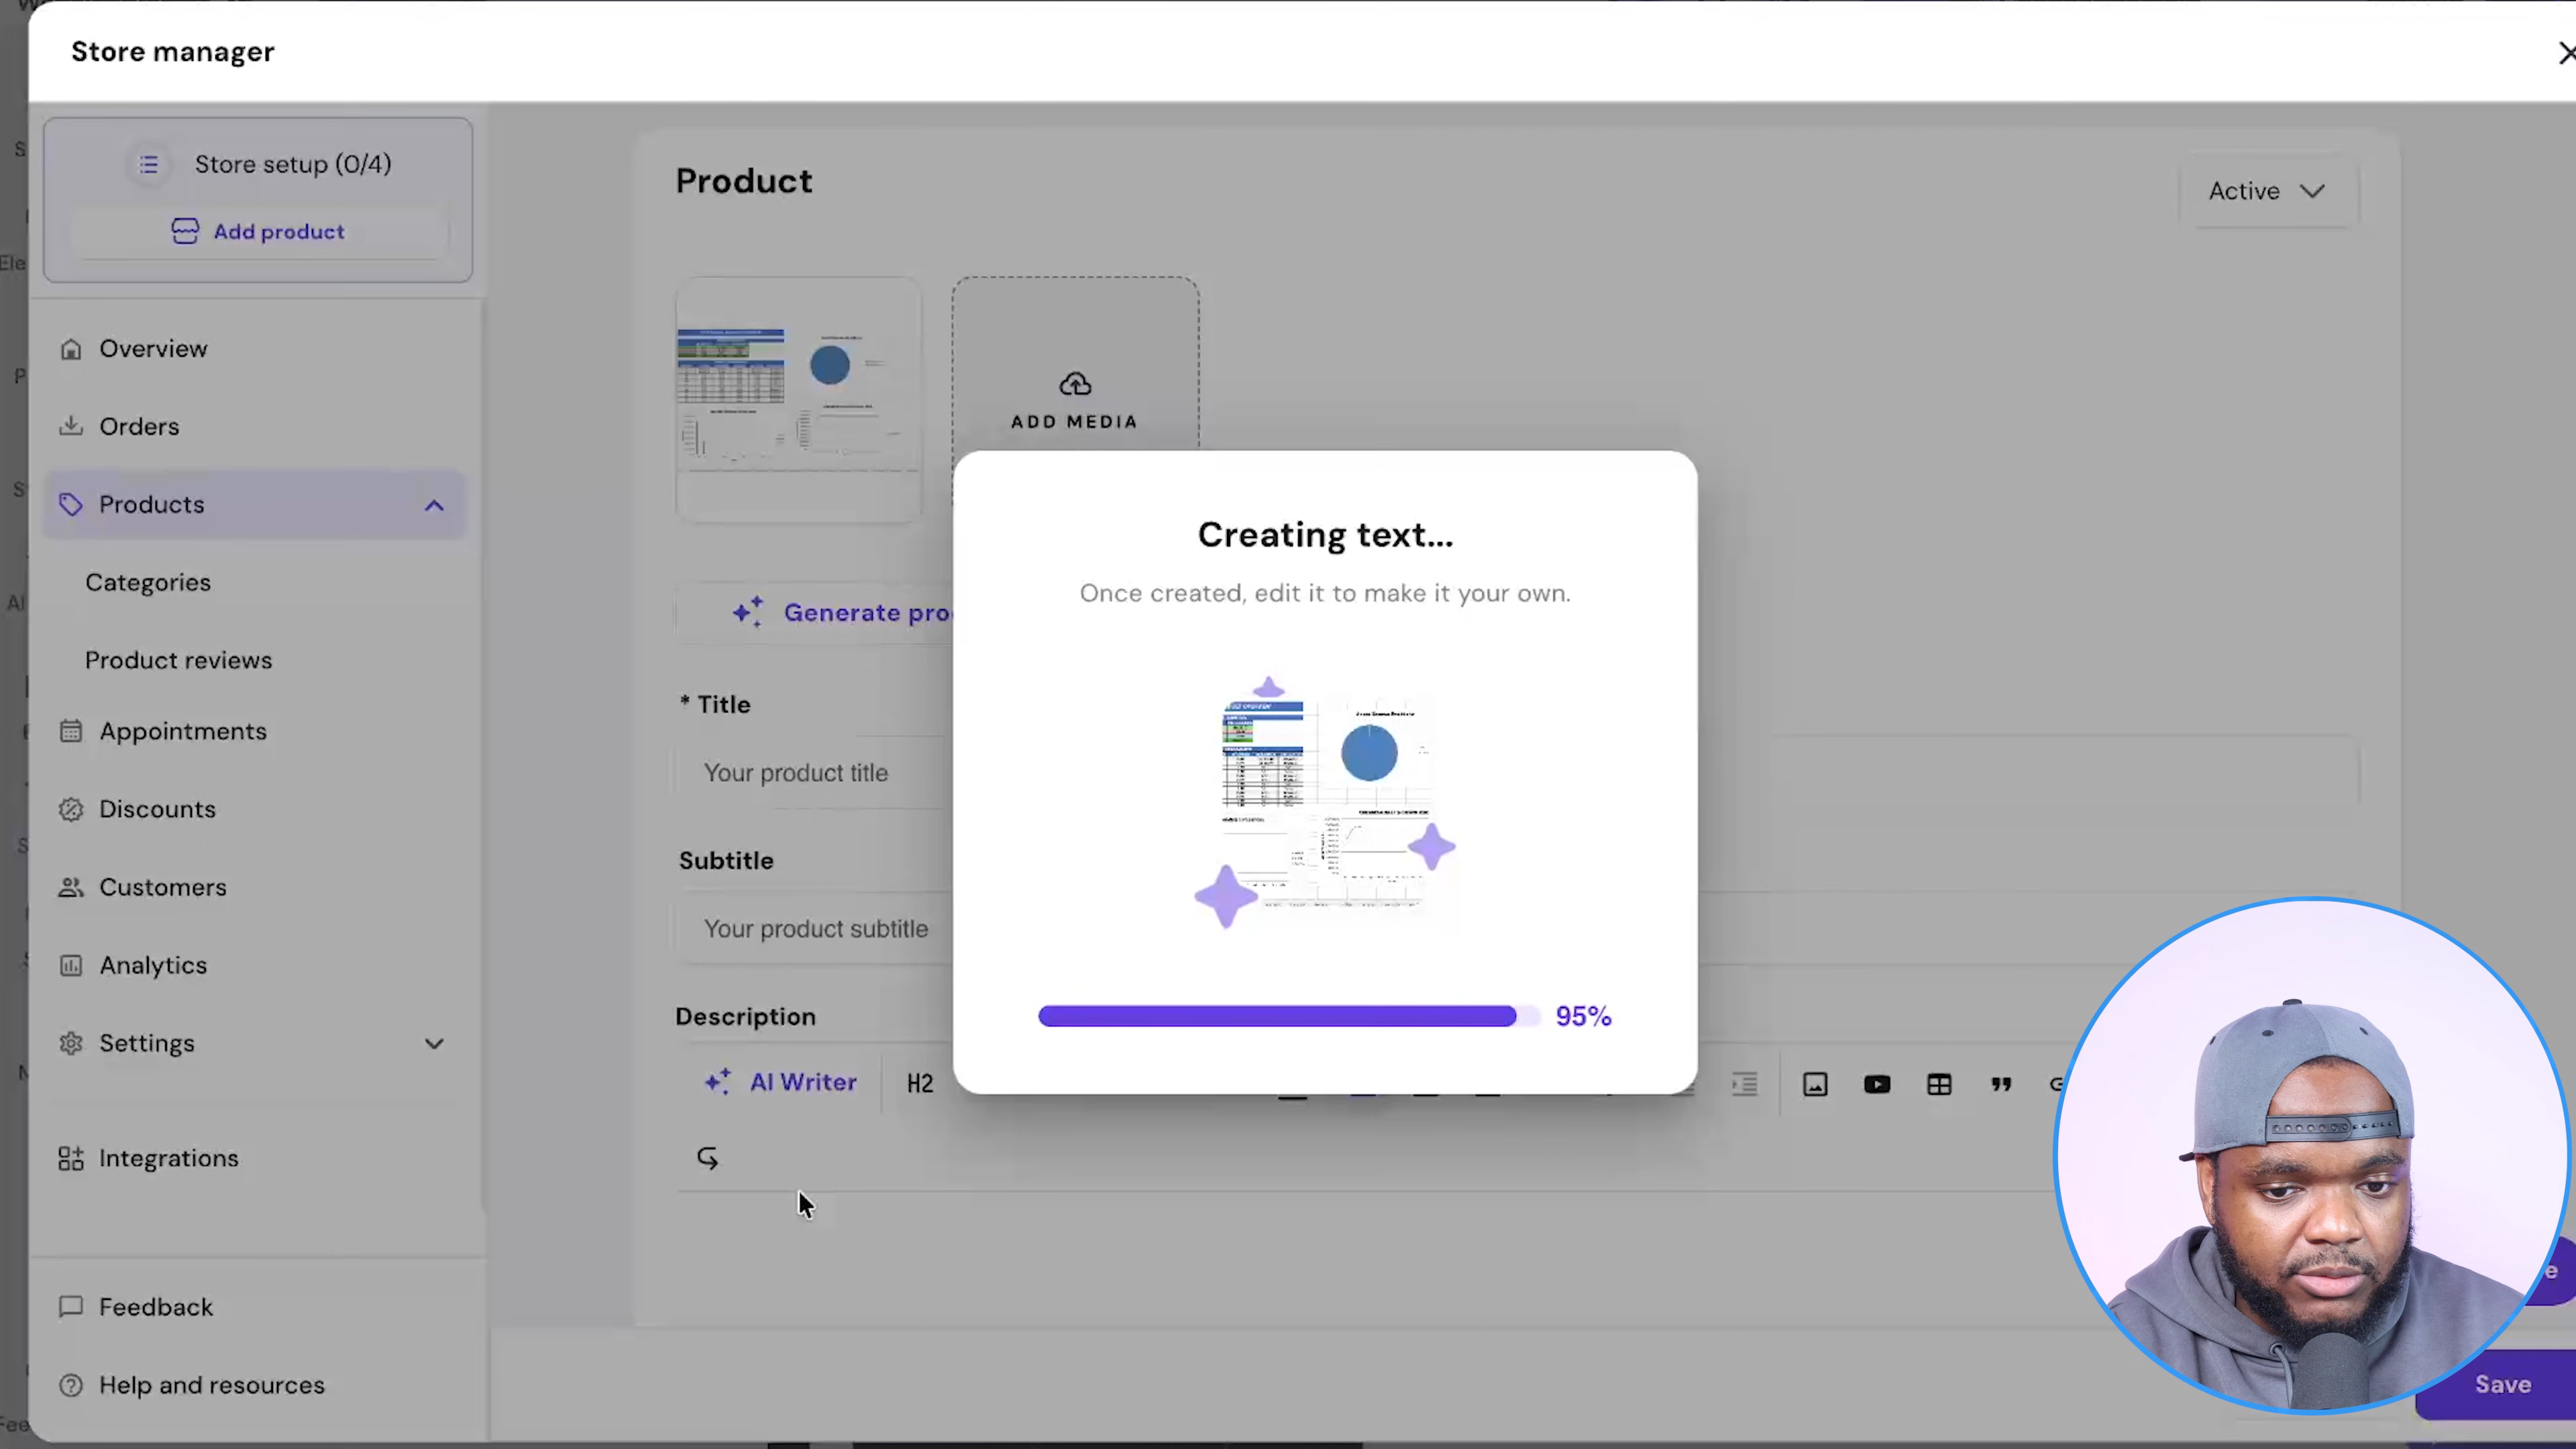 Store manager
Store setup (0/4)
Add product
Overview
Orders
Products
Categories
Product reviews
Appointments
Discounts
Customers
Analytics
Settings
Integrations
Feedback
Help and resources
Product
Active
ADD MEDIA
Generate pro
* Title
Your product title
Subtitle
Your product subtitle
Description
AI Writer
H2
Creating text...
Once created, edit it to make it your own.
95%
Save